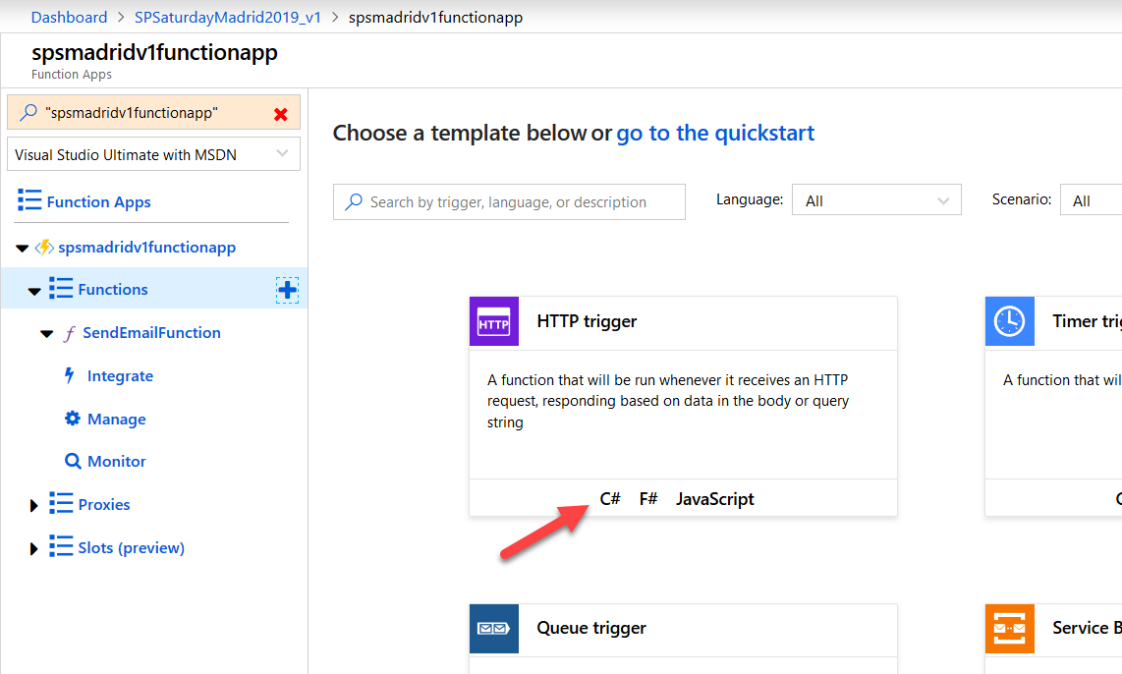 Dashboard > SPSaturdayMadrid2019_v1 > spsmadridv1functionapp
spsmadridv1functionapp
Function Apps
"spsmadridv1functionapp"
Visual Studio Ultimate with MSDN
Function Apps
spsmadridv1functionapp
Functions
SendEmailFunction
Integrate
Manage
Monitor
Proxies
Slots (preview)
Choose a template below or go to the quickstart
Search by trigger, language, or description
Language: All
Scenario: All
HTTP
HTTP trigger
A function that will be run whenever it receives an HTTP
request, responding based on data in the body or query
string
C# F# JavaScript
Timer
A function that
Queue trigger
Service